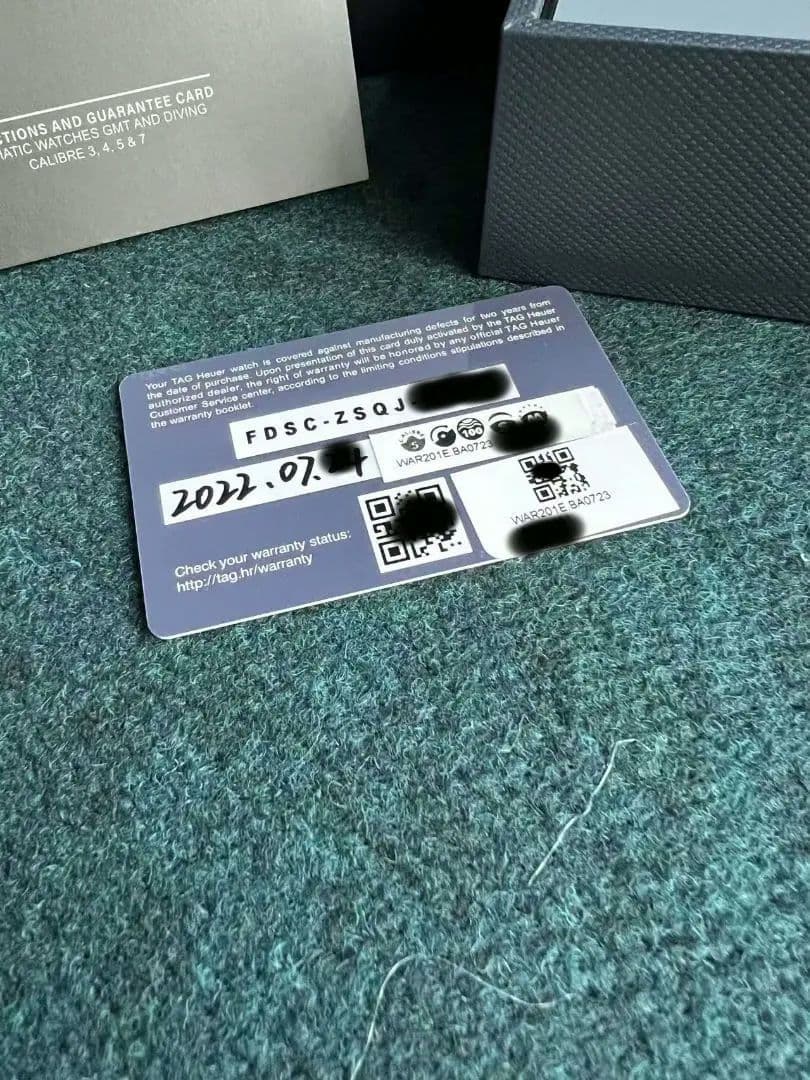 TIONS AND GUARANTEE CARD
ATIC WATCHES GMT AND DIVING
CALIBRE 3, 4, 5 & 7
Your TAG Heuer watch is covered against manufacturing defects for two years from
the date of purchase. Upon presentation of this card duly activated by the TAG Heuer
authorized dealer, the right of warranty will be honored by any official TAG Heuer
Customer Service center, according to the limiting conditions stipulations described in
the warranty booklet.
FDSC-ZSQJ
5 100
WAR201E.BA0723
2022.07.
WAR201E.BA0723
Check your warranty status:
http://tag.hr/warranty